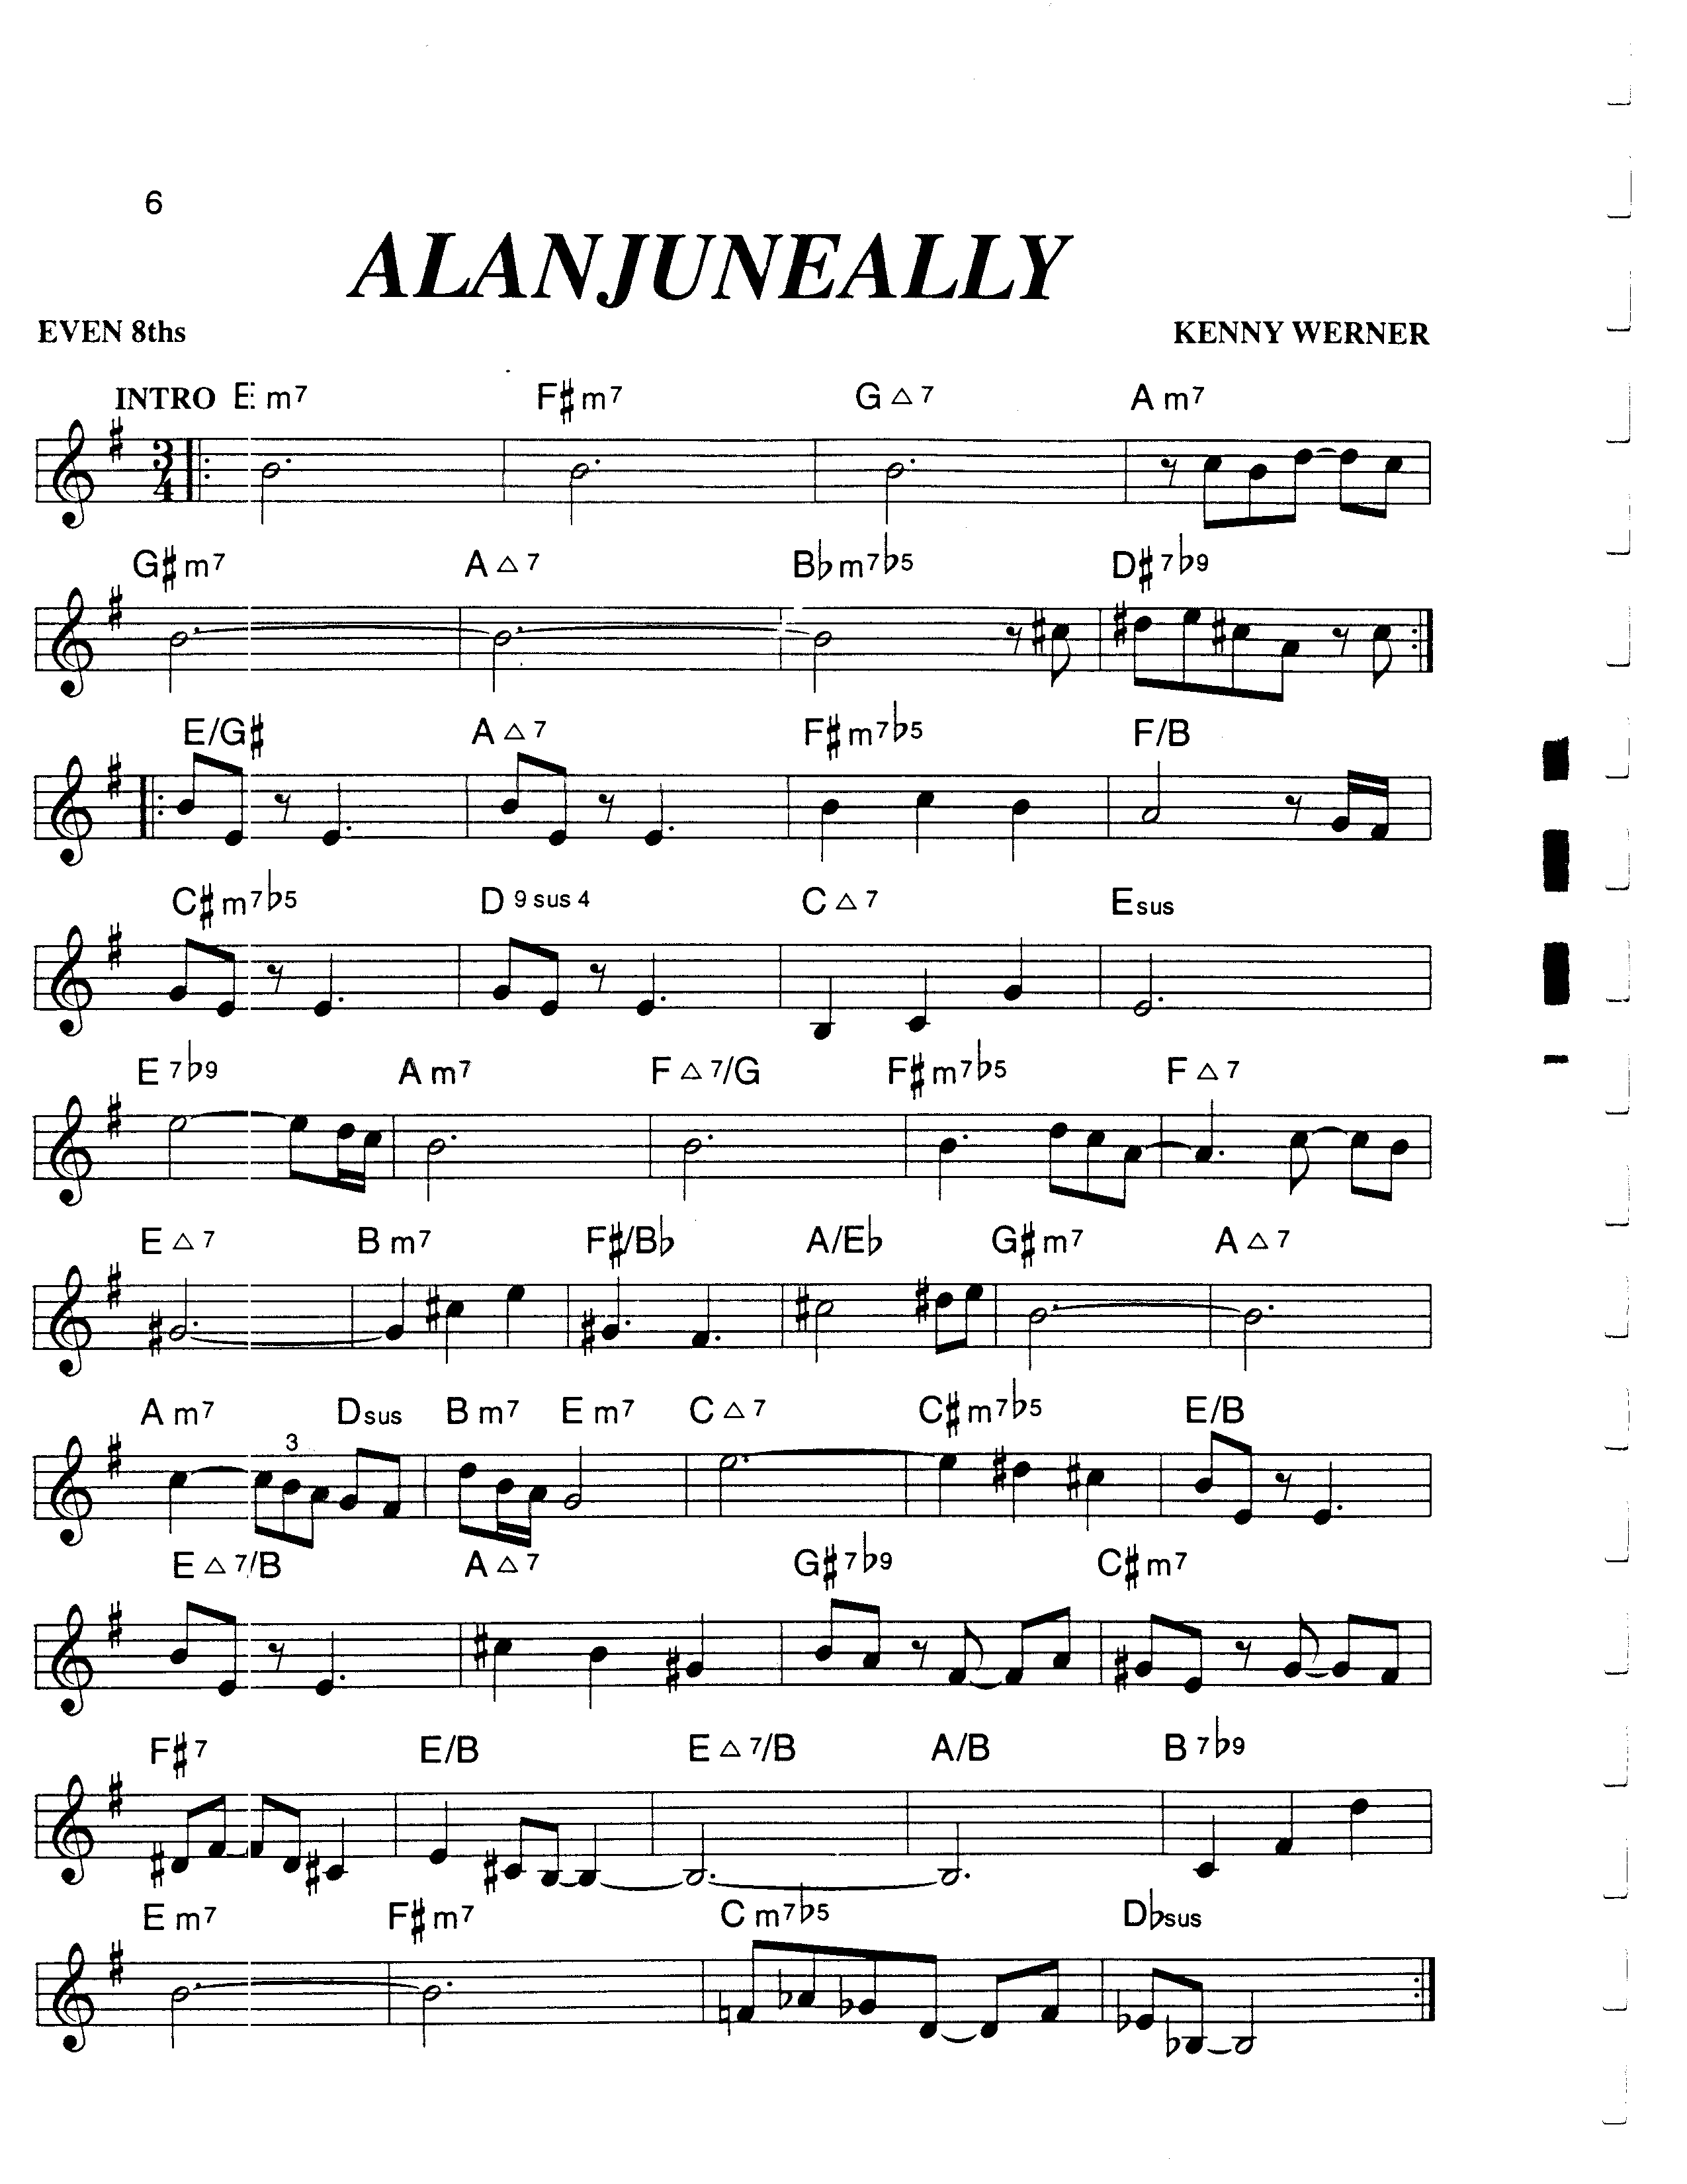 6
ALANJUNEALLY
EVEN 8ths
KENNY WERNER
INTRO E m7 F♯m7 G △7 A m7
3
4
G♯m7 A △7 B♭m7♭5 D♯7♭9
E/G♯ A △7 F♯m7♭5 F/B
C♯m7♭5 D 9 sus 4 C △7 Esus
E 7♭9 A m7 F △7/G F♯m7♭5 F △7
E △7 B m7 F♯/B♭ A/E♭ G♯m7 A △7
A m7 Dsus B m7 E m7 C △7 C♯m7♭5 E/B
3
E △7/B A △7 G♯7♭9 C♯m7
F♯7 E/B E △7/B A/B B 7♭9
E m7 F♯m7 C m7♭5 D♭sus